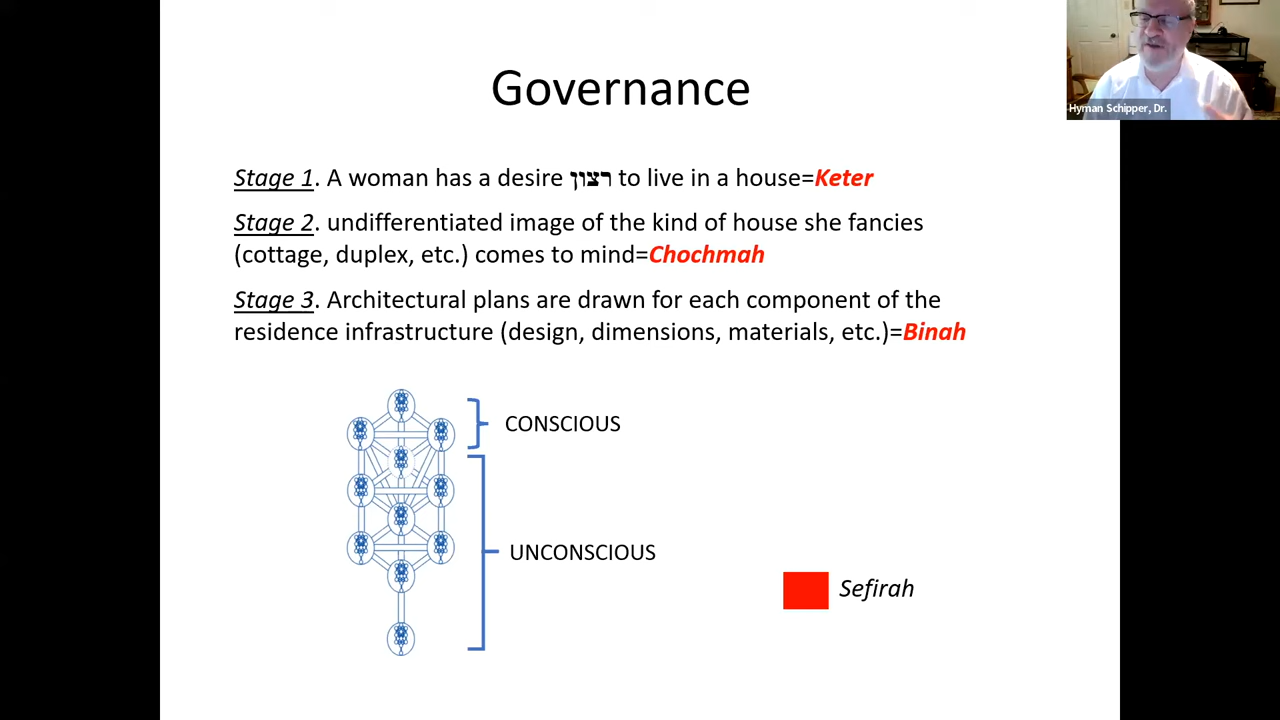 Governance
Hyman Schipper, Dr.
Stage 1. A woman has a desire רצון to live in a house=Keter
Stage 2. undifferentiated image of the kind of house she fancies
(cottage, duplex, etc.) comes to mind=Chochmah
Stage 3. Architectural plans are drawn for each component of the
residence infrastructure (design, dimensions, materials, etc.)=Binah
CONSCIOUS
UNCONSCIOUS
Sefirah